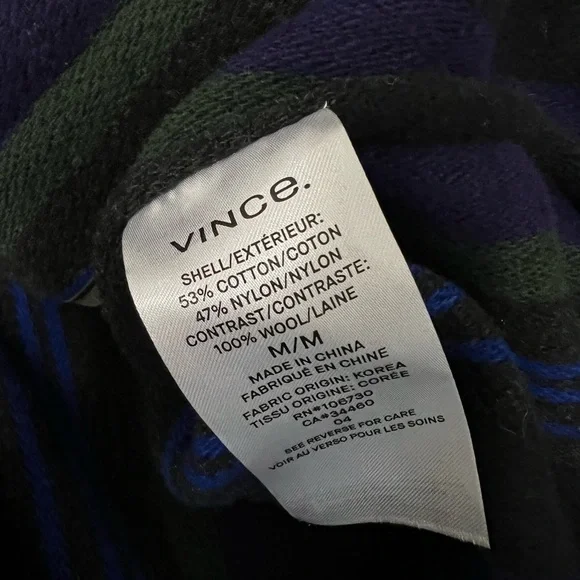 VINCE.
SHELL/EXTÉRIEUR:
53% COTTON/COTON
47% NYLON/NYLON
CONTRAST/CONTRASTE:
100% WOOL/LAINE
M/M
MADE IN CHINA
FABRIQUÉ EN CHINE
FABRIC ORIGIN: KOREA
TISSU ORIGINE: CORÉE
RN#106730
CA#34460
04
SEE REVERSE FOR CARE
VOIR AU VERSO POUR LES SOINS